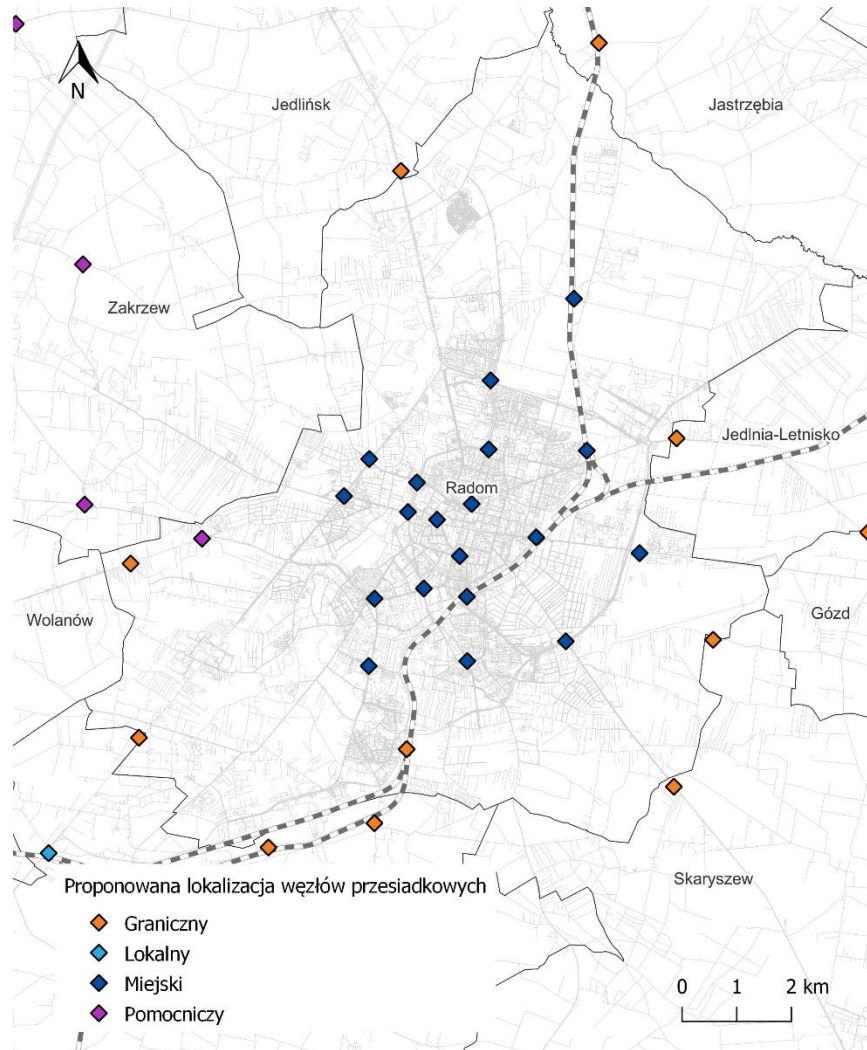 N
Jedlińsk
Jastrzębia
Zakrzew
Jedlnia-Letnisko
Radom
Wolanów
Gózd
Skaryszew
Proponowana lokalizacja węzłów przesiadkowych
Graniczny
Lokalny
Miejski
Pomocniczy
0 1 2 km